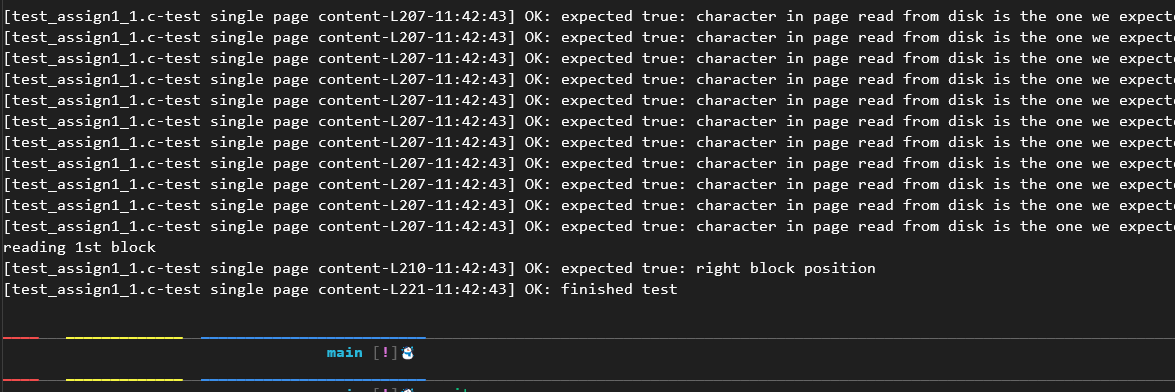 [test_assign1_1.c-test single page content-L207-11:42:43] OK: expected true: character in page read from disk is the one we expect
[test_assign1_1.c-test single page content-L207-11:42:43] OK: expected true: character in page read from disk is the one we expect
[test_assign1_1.c-test single page content-L207-11:42:43] OK: expected true: character in page read from disk is the one we expect
[test_assign1_1.c-test single page content-L207-11:42:43] OK: expected true: character in page read from disk is the one we expect
[test_assign1_1.c-test single page content-L207-11:42:43] OK: expected true: character in page read from disk is the one we expect
[test_assign1_1.c-test single page content-L207-11:42:43] OK: expected true: character in page read from disk is the one we expect
[test_assign1_1.c-test single page content-L207-11:42:43] OK: expected true: character in page read from disk is the one we expect
[test_assign1_1.c-test single page content-L207-11:42:43] OK: expected true: character in page read from disk is the one we expect
[test_assign1_1.c-test single page content-L207-11:42:43] OK: expected true: character in page read from disk is the one we expect
[test_assign1_1.c-test single page content-L207-11:42:43] OK: expected true: character in page read from disk is the one we expect
[test_assign1_1.c-test single page content-L207-11:42:43] OK: expected true: character in page read from disk is the one we expect
reading 1st block
[test_assign1_1.c-test single page content-L210-11:42:43] OK: expected true: right block position
[test_assign1_1.c-test single page content-L221-11:42:43] OK: finished test
main [!]☃